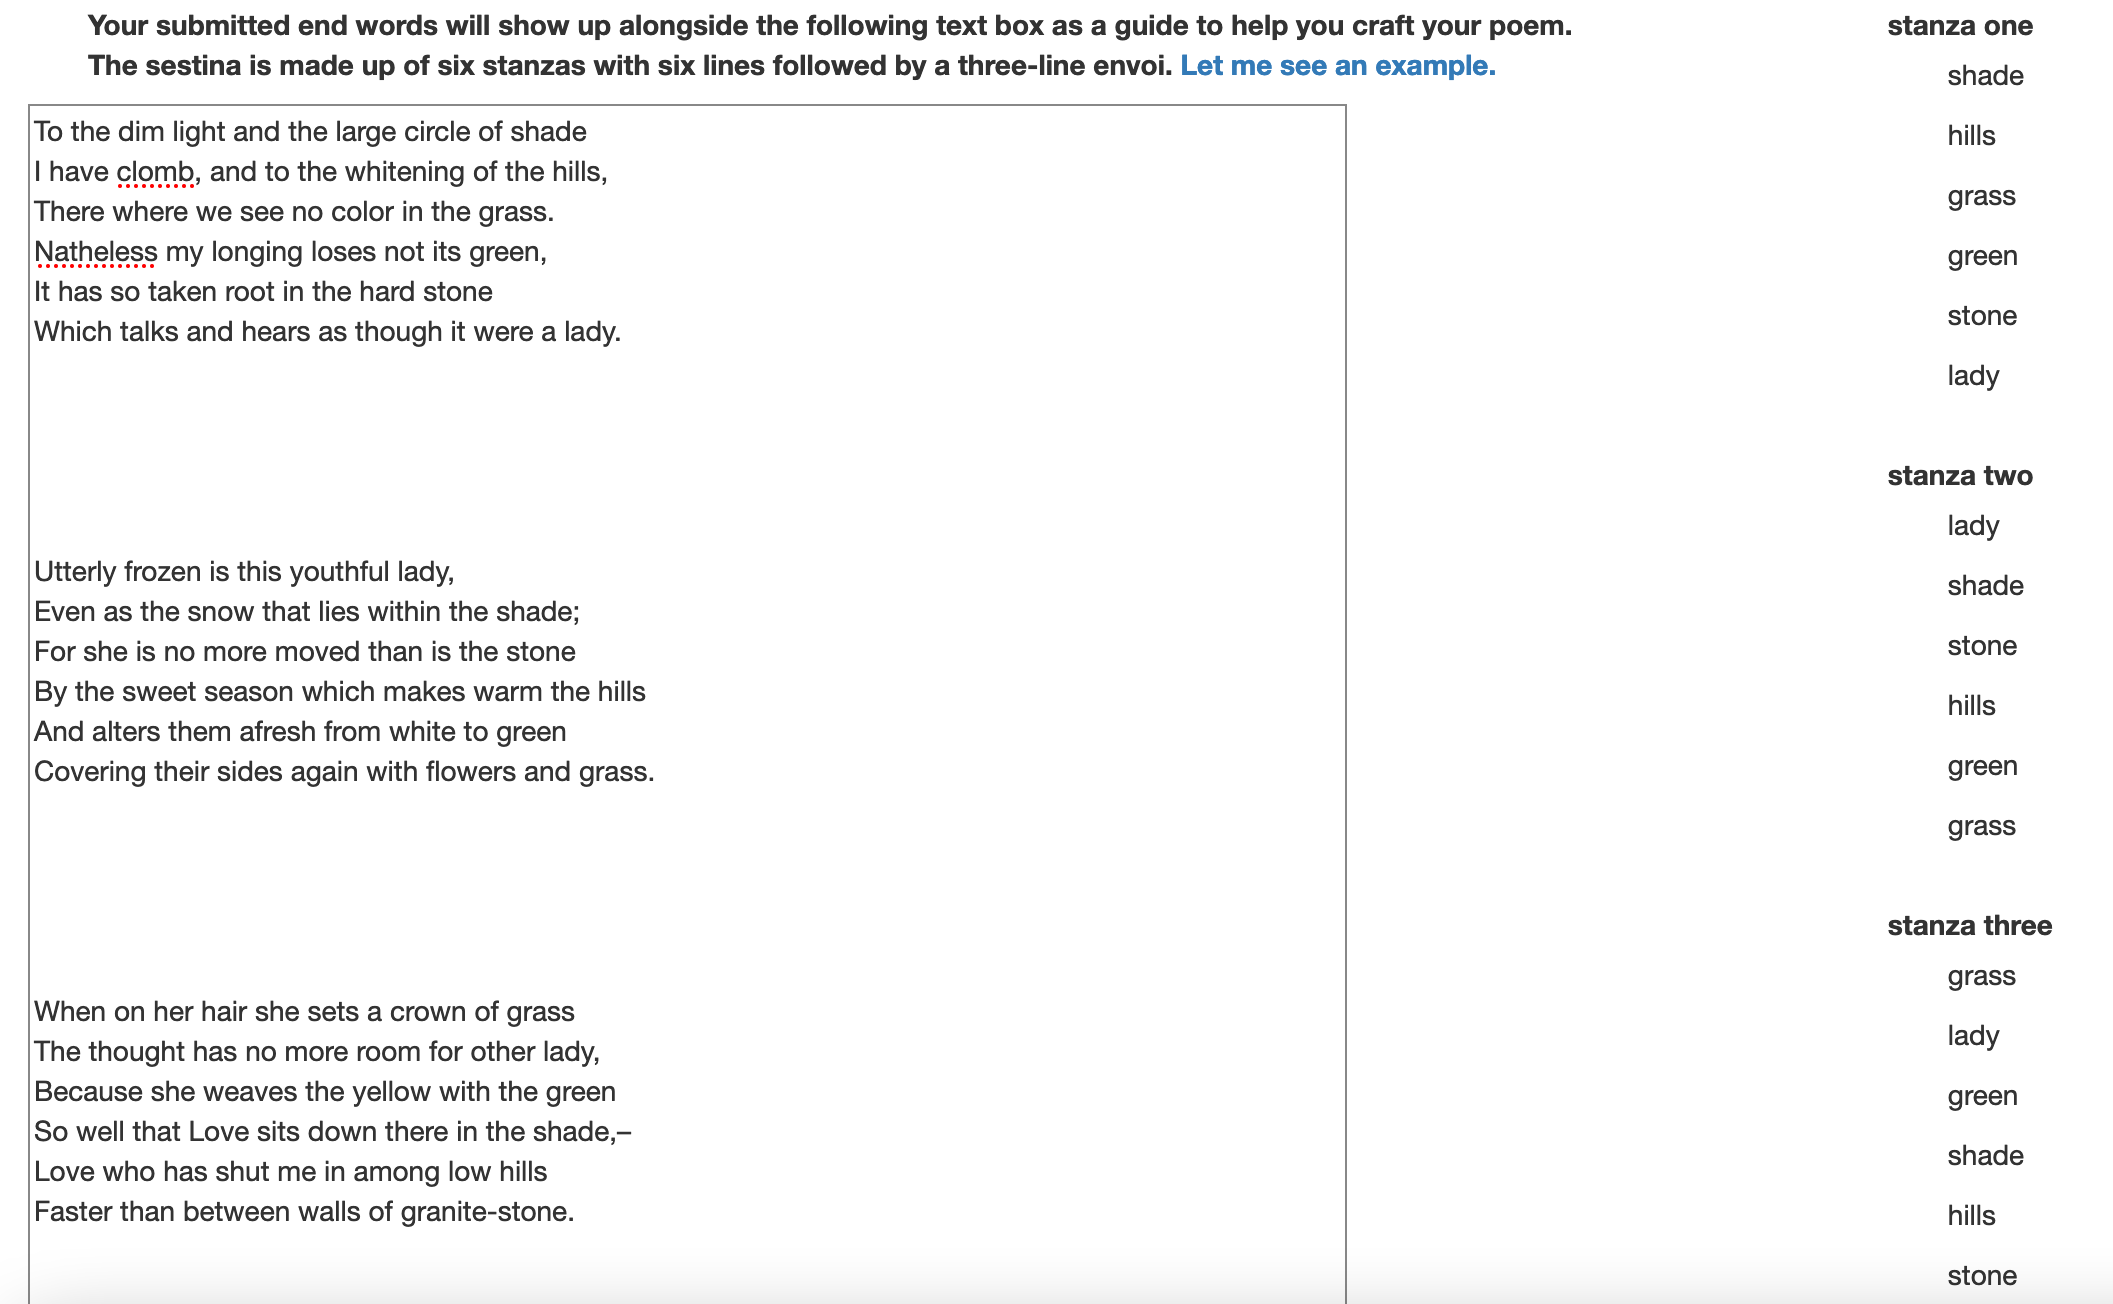 Your submitted end words will show up alongside the following text box as a guide to help you craft your poem.
The sestina is made up of six stanzas with six lines followed by a three-line envoi. Let me see an example.
To the dim light and the large circle of shade
I have clomb, and to the whitening of the hills,
There where we see no color in the grass.
Natheless my longing loses not its green,
It has so taken root in the hard stone
Which talks and hears as though it were a lady.
Utterly frozen is this youthful lady,
Even as the snow that lies within the shade;
For she is no more moved than is the stone
By the sweet season which makes warm the hills
And alters them afresh from white to green
Covering their sides again with flowers and grass.
When on her hair she sets a crown of grass
The thought has no more room for other lady,
Because she weaves the yellow with the green
So well that Love sits down there in the shade,–
Love who has shut me in among low hills
Faster than between walls of granite-stone.
stanza one
shade
hills
grass
green
stone
lady
stanza two
lady
shade
stone
hills
green
grass
stanza three
grass
lady
green
shade
hills
stone